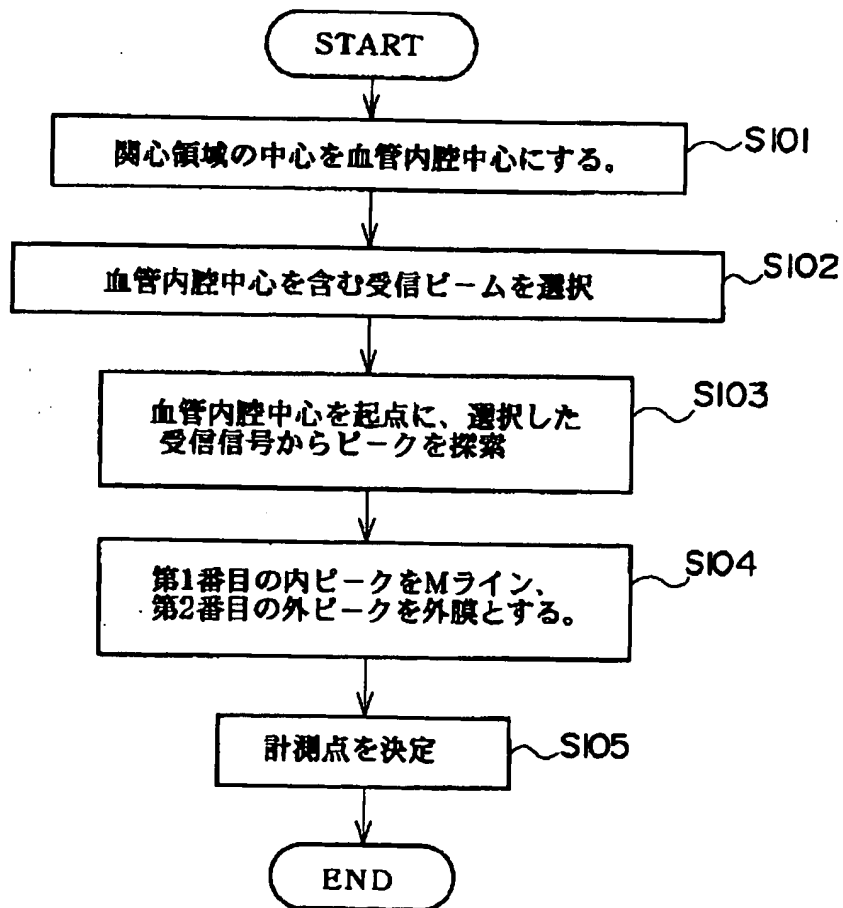 START
関心領域の中心を血管内腔中心にする。
S101
血管内腔中心を含む受信ビームを選択
S102
血管内腔中心を起点に、選択した
受信信号からピークを探索
S103
第1番目の内ピークをMライン、
第2番目の外ピークを外膜とする。
S104
計測点を決定
S105
END